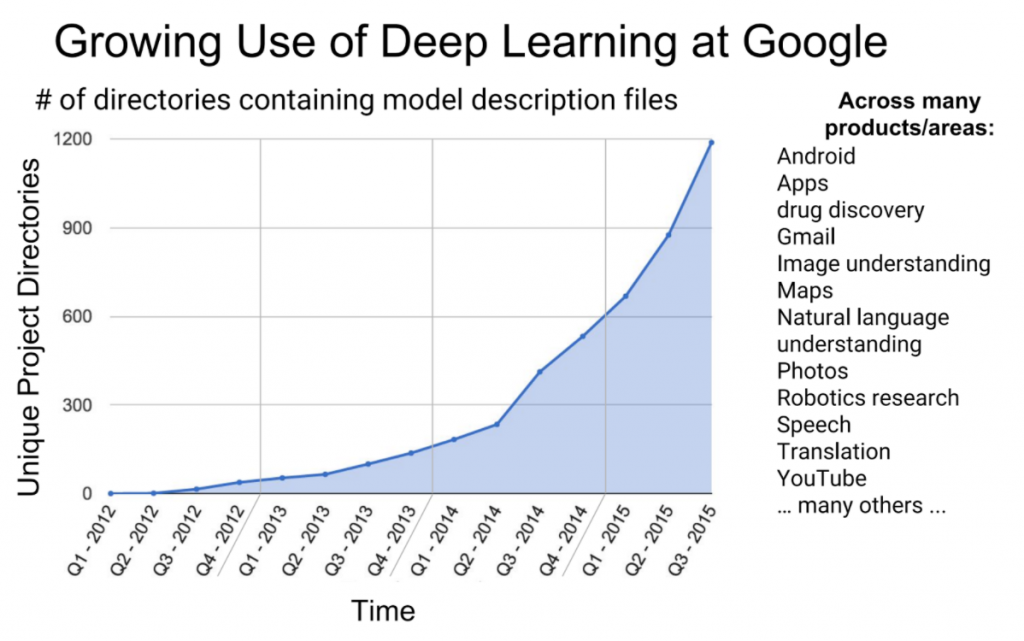 Growing Use of Deep Learning at Google
# of directories containing model description files
Unique Project Directories
1200
900
600
300
0
Q1 - 2012
Q2 - 2012
Q3 - 2012
Q4 - 2012
Q1 - 2013
Q2 - 2013
Q3 - 2013
Q4 - 2013
Q1 - 2014
Q2 - 2014
Q3 - 2014
Q4 - 2014
Q1 - 2015
Q2 - 2015
Q3 - 2015
Time
Across many
products/areas:
Android
Apps
drug discovery
Gmail
Image understanding
Maps
Natural language
understanding
Photos
Robotics research
Speech
Translation
YouTube
… many others ...